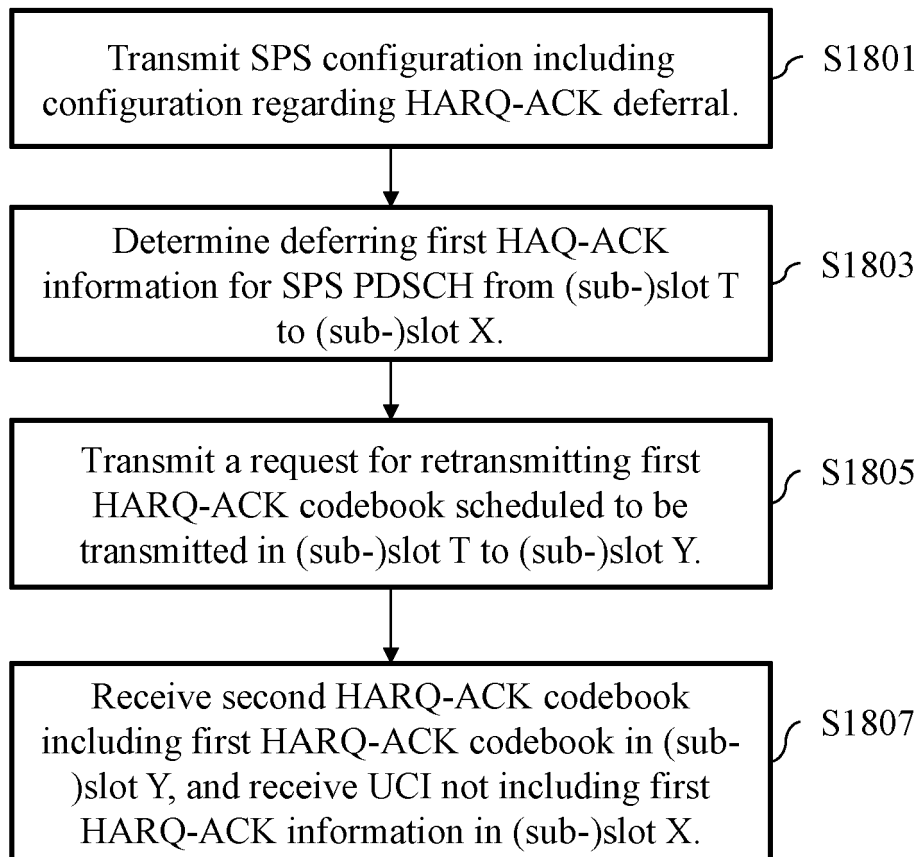 Transmit SPS configuration including
configuration regarding HARQ-ACK deferral.
S1801
Determine deferring first HAQ-ACK
information for SPS PDSCH from (sub-)slot T
to (sub-)slot X.
S1803
Transmit a request for retransmitting first
HARQ-ACK codebook scheduled to be
transmitted in (sub-)slot T to (sub-)slot Y.
S1805
Receive second HARQ-ACK codebook
including first HARQ-ACK codebook in (sub-
)slot Y, and receive UCI not including first
HARQ-ACK information in (sub-)slot X.
S1807